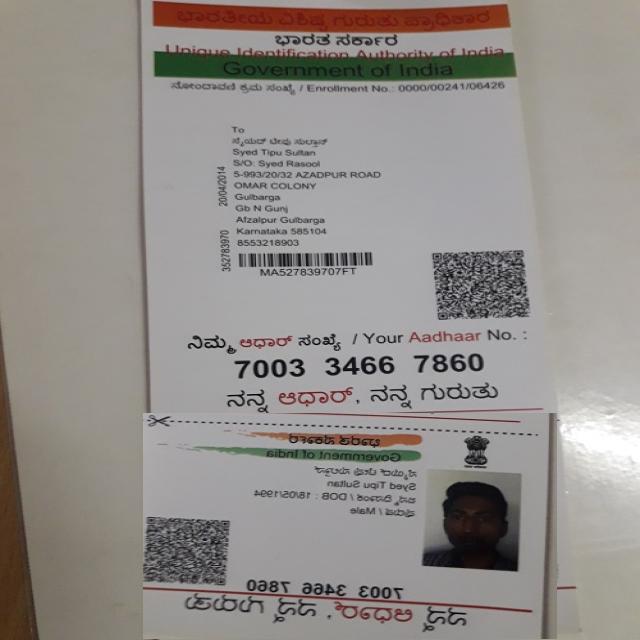 ಭಾರತೀಯ ವಿಶಿಷ್ಟ ಗುರುತು ಪ್ರಾಧಿಕಾರ
ಭಾರತ ಸರ್ಕಾರ
Unique Identification Authority of India
Government of India
ನೋಂದಾವಣಿ ಕ್ರಮ ಸಂಖ್ಯೆ / Enrollment No.: 0000/00241/06426
To
ಸೈಯದ್ ಟೀಪು ಸುಲ್ತಾನ್
Syed Tipu Sultan
S/O: Syed Rasool
5-993/20/32 AZADPUR ROAD
OMAR COLONY
Gulbarga
Gb N Gunj
Afzalpur Gulbarga
Karnataka 585104
8553218903
352783970 20/04/2014
MA527839707FT
ನಿಮ್ಮ ಆಧಾರ್ ಸಂಖ್ಯೆ / Your Aadhaar No. :
7003 3466 7860
ನನ್ನ ಆಧಾರ್, ನನ್ನ ಗುರುತು
ಭಾರತ ಸರ್ಕಾರ
Government of India
ಸೈಯದ್ ಟೀಪು ಸುಲ್ತಾನ್
Syed Tipu Sultan
ಜನ್ಮ ದಿನಾಂಕ / DOB : 18/05/1994
ಪುರುಷ / Male
7003 3466 7860
ನನ್ನ ಆಧಾರ್, ನನ್ನ ಗುರುತು